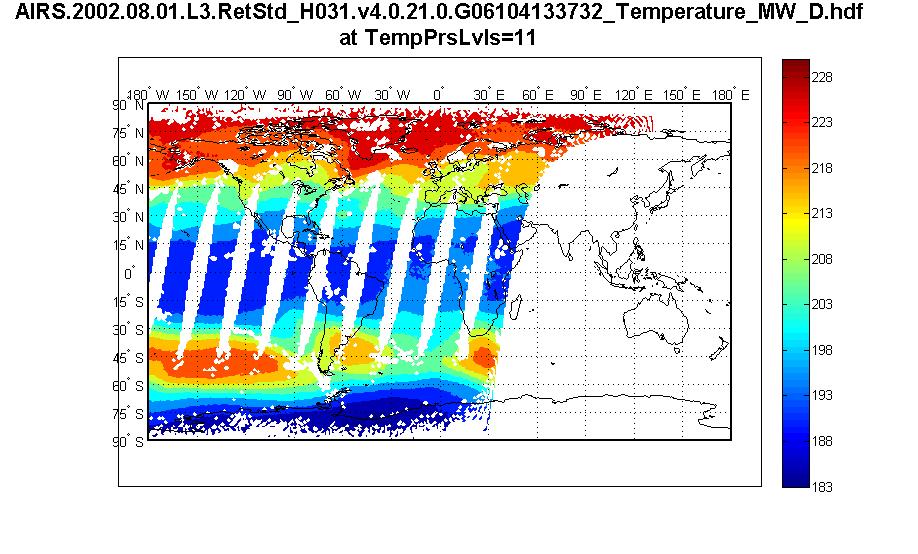 AIRS.2002.08.01.L3.RetStd_H031.v4.0.21.0.G06104133732_Temperature_MW_D.hdf
at TempPrsLvls=11
180° W 150° W 120° W 90° W 60° W 30° W 0° 30° E 60° E 90° E 120° E 150° E 180° E
90° N
75° N
60° N
45° N
30° N
15° N
0°
15° S
30° S
45° S
60° S
75° S
90° S
228
223
218
213
208
203
198
193
188
183